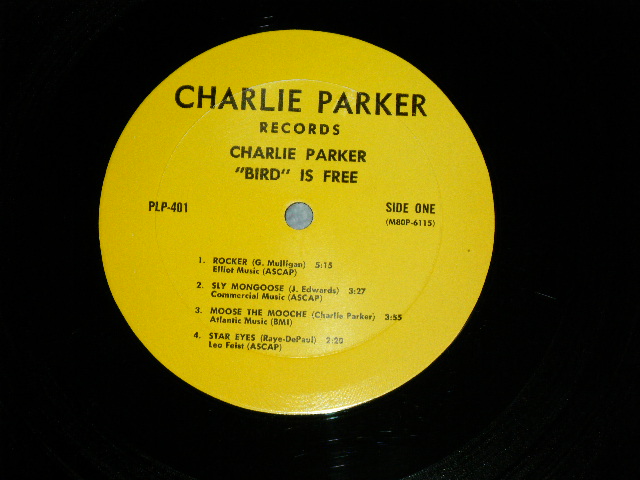 CHARLIE PARKER
RECORDS
CHARLIE PARKER
"BIRD" IS FREE
PLP-401
SIDE ONE
(M80P-6115)
1. ROCKER (G. Mulligan) 5:15
Elliot Music (ASCAP)
2. SLY MONGOOSE (J. Edwards) 3:27
Commercial Music (ASCAP)
3. MOOSE THE MOOCHE (Charlie Parker) 3:55
Atlantic Music (BMI)
4. STAR EYES (Raye-DePaul) 2:20
Leo Feist (ASCAP)